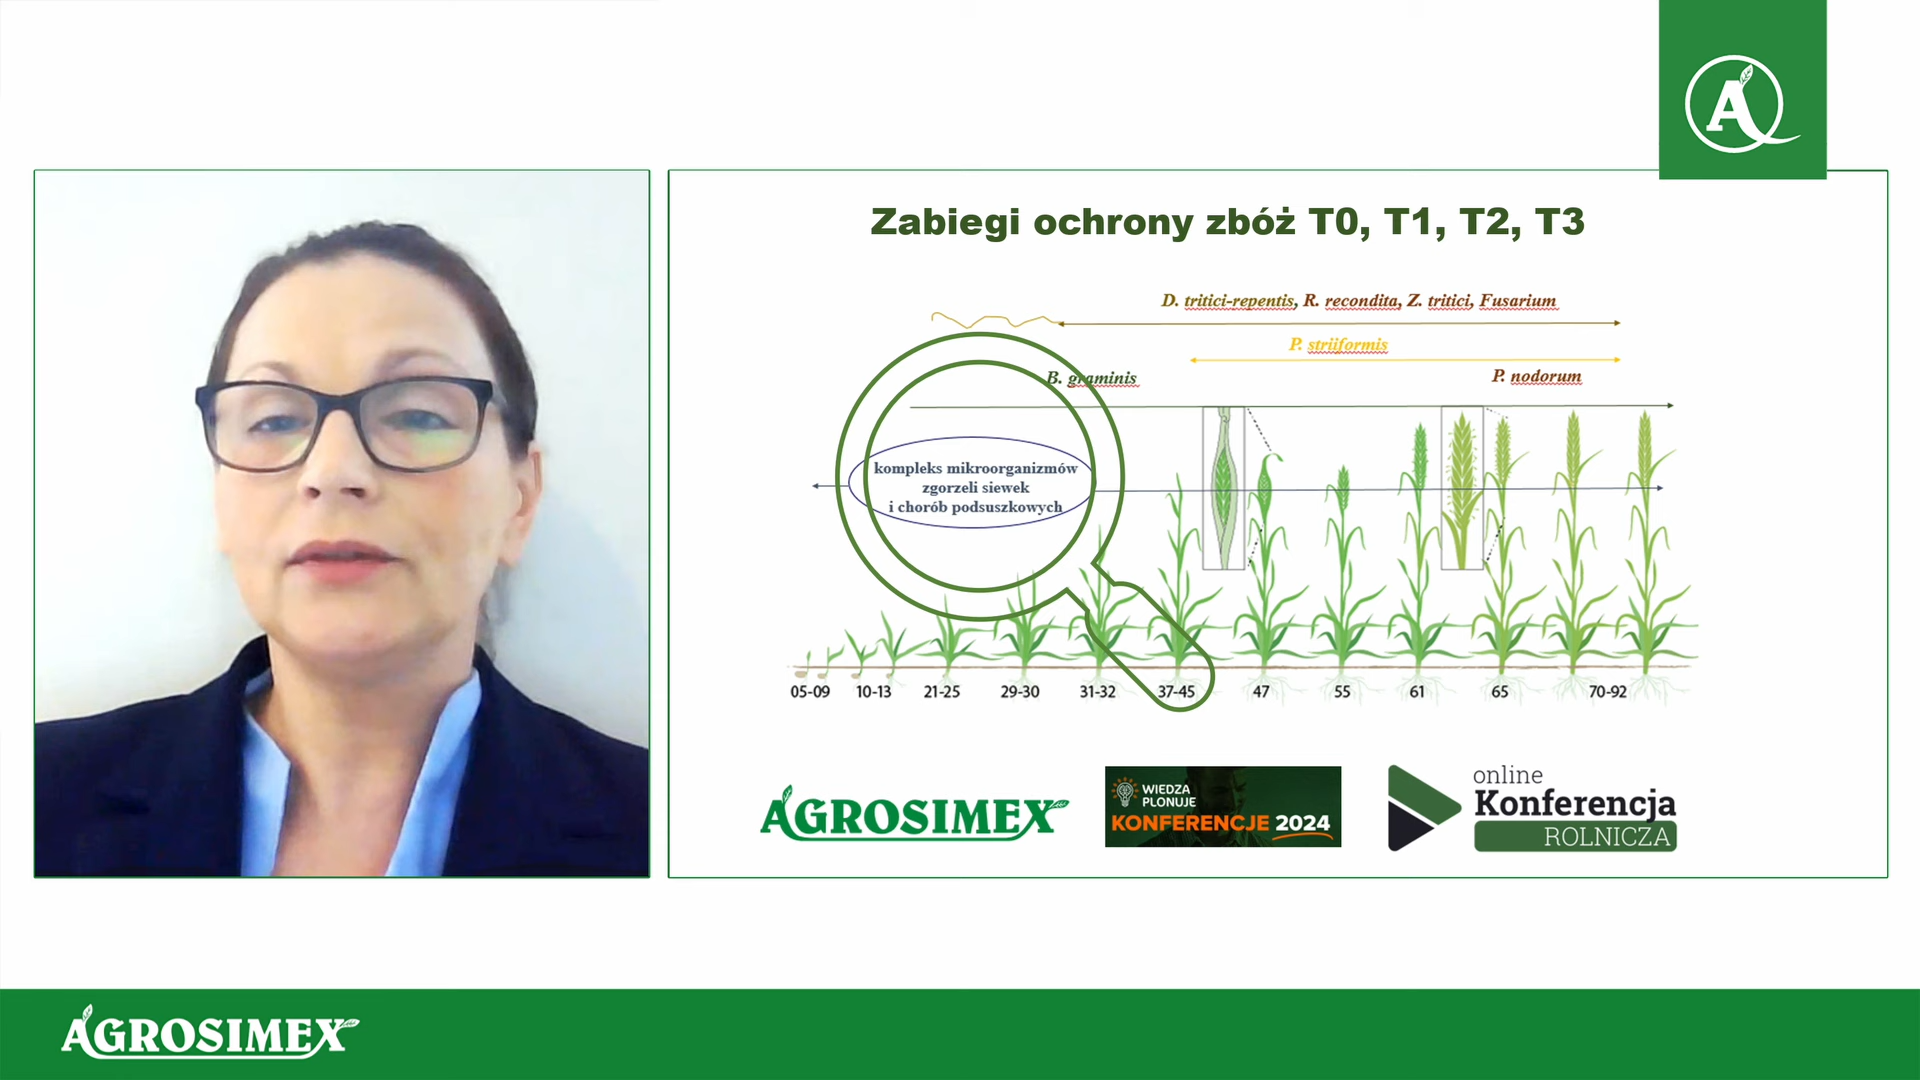 A
Zabiegi ochrony zbóż T0, T1, T2, T3
D. tritici-repentis, R. recondita, Z. tritici, Fusarium
P. striiformis
B. graminis
P. nodorum
kompleks mikroorganizmów
zgorzeli siewek
i chorób podsuszkowych
05-09 10-13 21-25 29-30 31-32 37-45 47 55 61 65 70-92
AGROSIMEX
WIEDZA
PLONUJE
KONFERENCJE 2024
online
Konferencja
ROLNICZA
AGROSIMEX